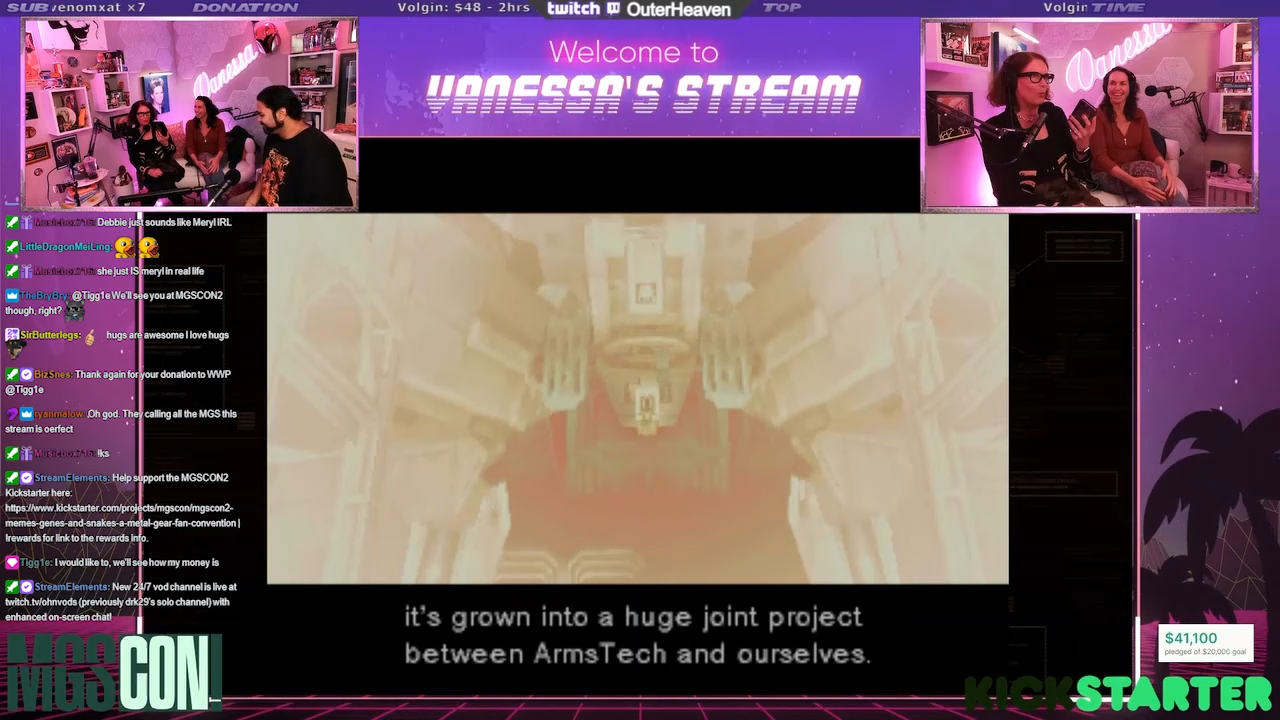 SUB venomxat ×7 DONATION Volgin: $48 - 2hrs twitch OuterHeaven TOP Volgin TIME
Welcome to
VANESSA'S STREAM
Vanessa
Vanessa
Debbie just sounds like Meryl IRL
LittleDragonMeiLing:
she just IS meryl in real life
TheBryBry: @Tigg1e We'll see you at MGSCON2
though, right?
SirButterlegs: hugs are awesome I love hugs
BizSnes: Thank again for your donation to WWP
@Tigg1e
ryanmalow: Oh god. They calling all the MGS this
stream is oerfect
!ks
StreamElements: Help support the MGSCON2
Kickstarter here:
https://www.kickstarter.com/projects/mgscon/mgscon2-
memes-genes-and-snakes-a-metal-gear-fan-convention |
!rewards for link to the rewards info.
Tigg1e: I would like to, we'll see how my money is
StreamElements: New 24/7 vod channel is live at
twitch.tv/ohnvods (previously drk29's solo channel) with
enhanced on-screen chat!
it's grown into a huge joint project
between ArmsTech and ourselves.
$41,100
pledged of $20,000 goal
MGSCON
KICKSTARTER